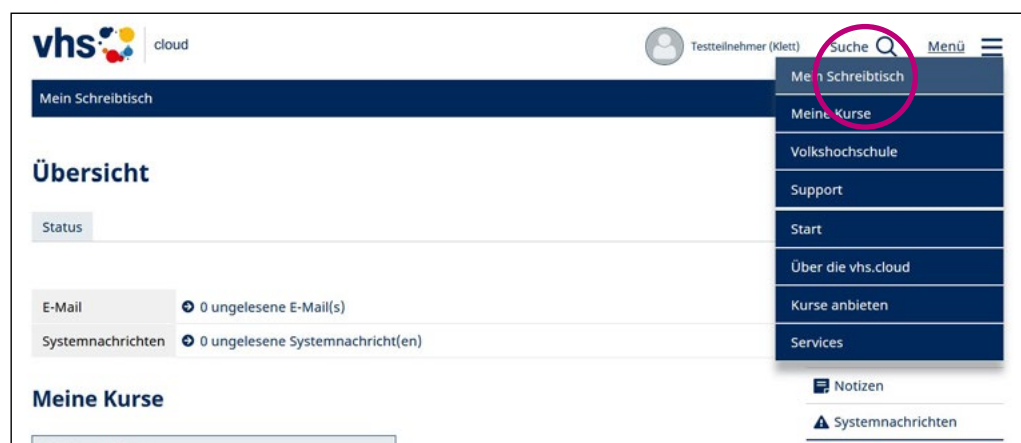 vhs cloud
Testteilnehmer (Klett) Suche Menü
Mein Schreibtisch
Mein Schreibtisch
Meine Kurse
Volkshochschule
Support
Start
Über die vhs.cloud
Kurse anbieten
Services
Übersicht
Status
E-Mail 0 ungelesene E-Mail(s)
Systemnachrichten 0 ungelesene Systemnachricht(en)
Meine Kurse
Notizen
Systemnachrichten